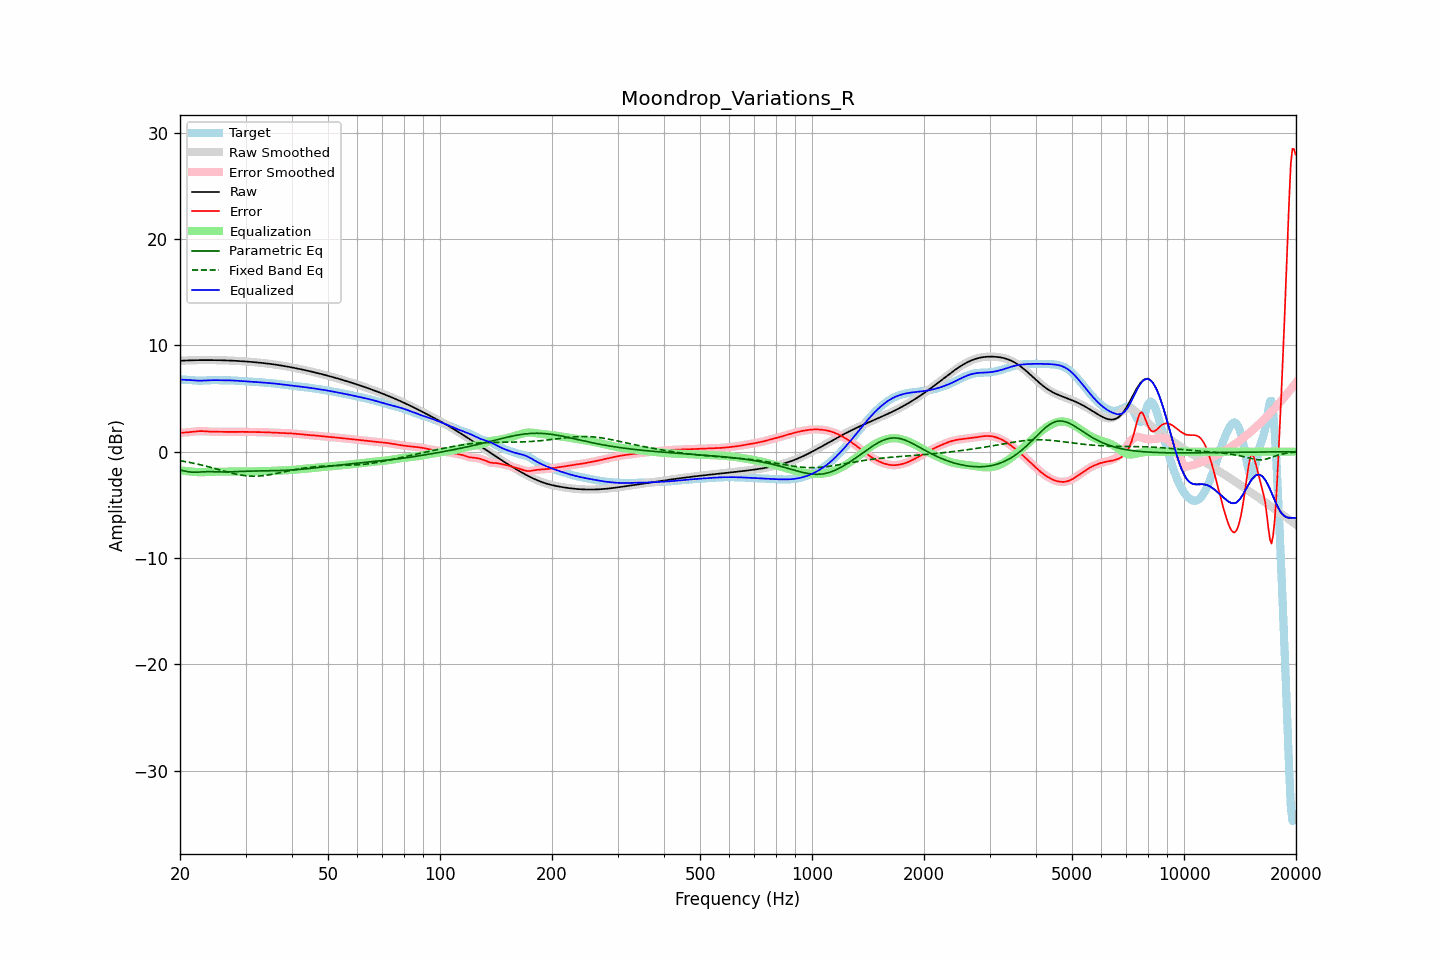 Moondrop_Variations_R
Target
Raw Smoothed
Error Smoothed
Raw
Error
Equalization
Parametric Eq
Fixed Band Eq
Equalized
30
20
10
0
−10
−20
−30
Amplitude (dBr)
20
50
100
200
500
1000
2000
5000
10000
20000
Frequency (Hz)